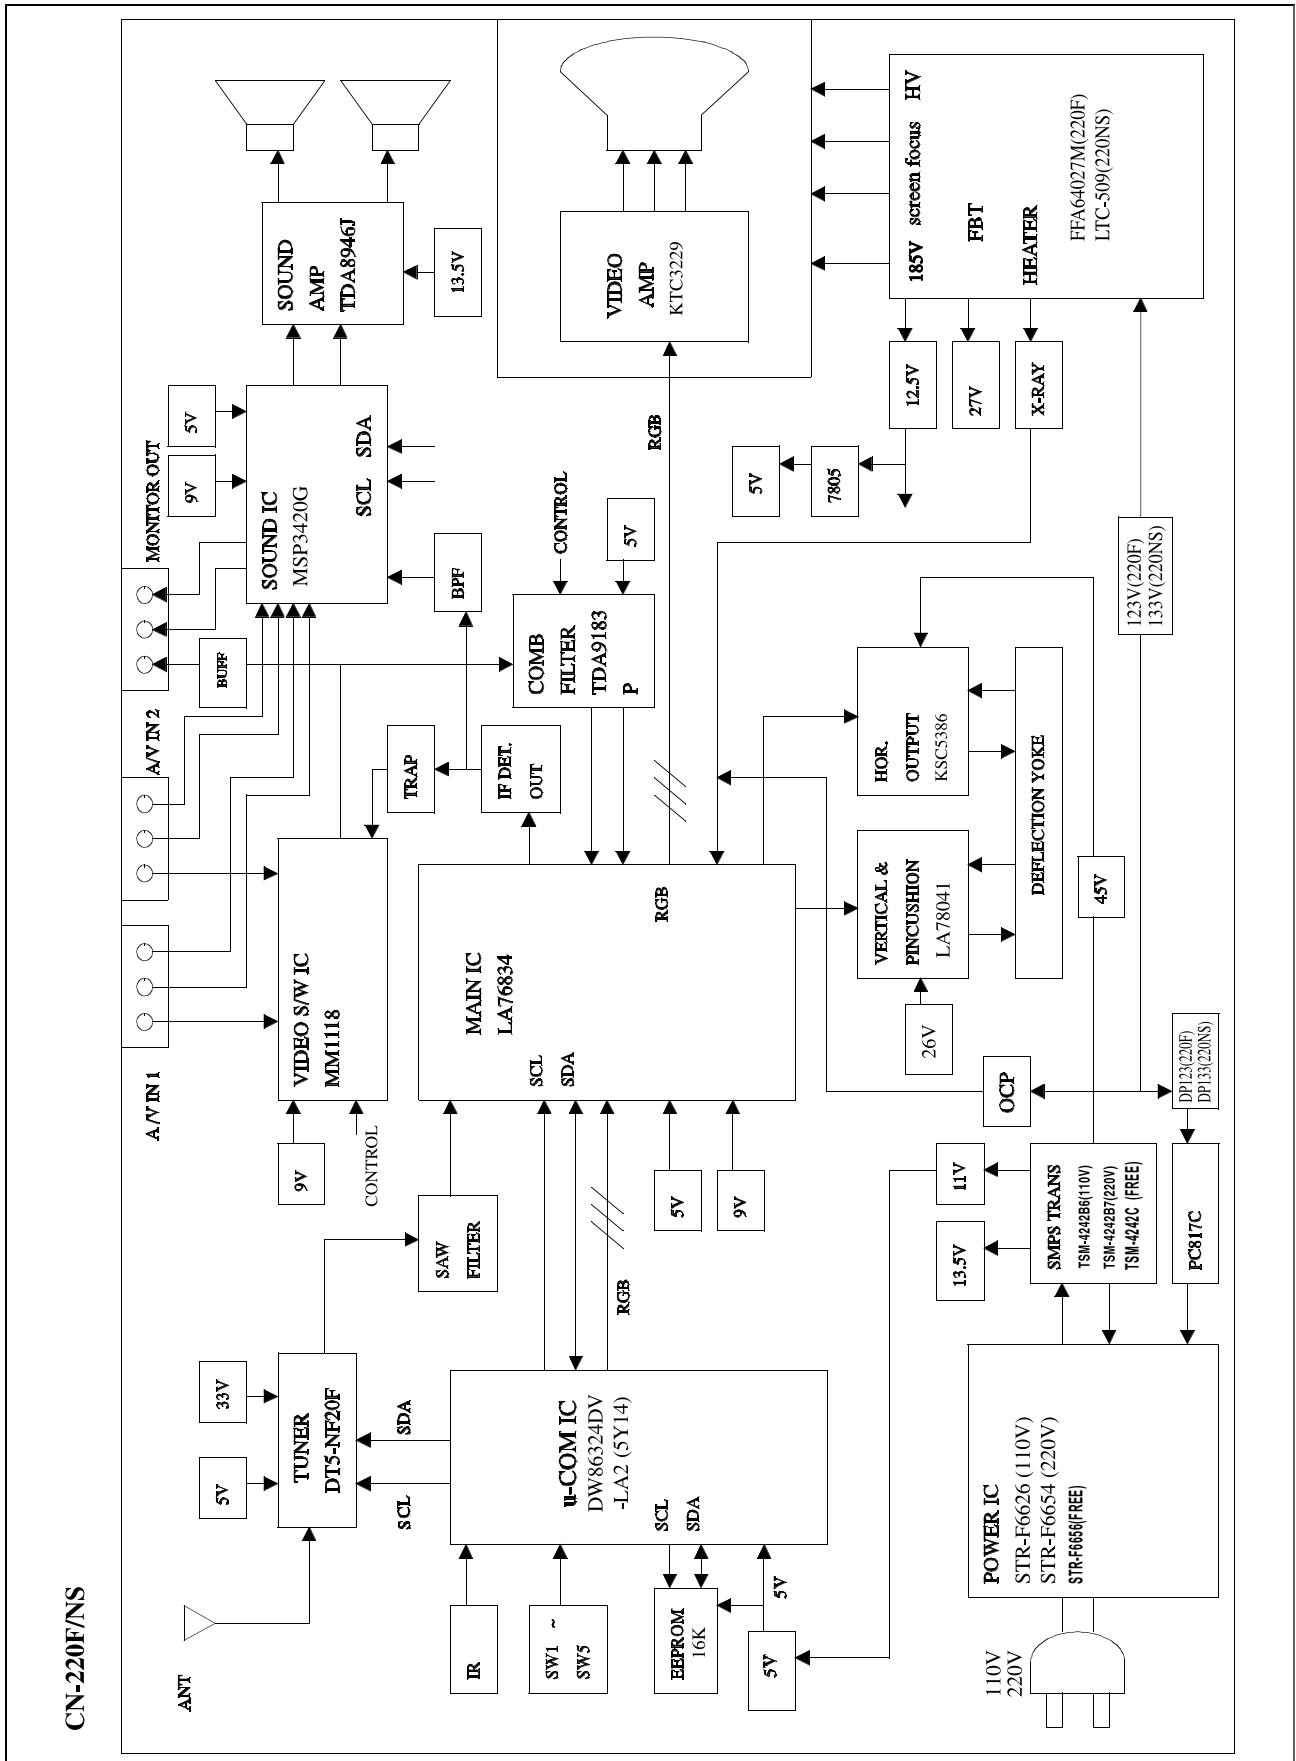 CN-220F/NS
ANT
A/V IN 1
A/V IN 2
MONITOR OUT
5V
33V
TUNER
DT5-NF20F
SCL
SDA
9V
CONTROL
VIDEO S/W IC
MM1118
BUFF
9V
5V
SOUND IC
MSP3420G
SCL
SDA
SOUND
AMP
TDA8946J
13.5V
SAW
FILTER
TRAP
IF DET.
OUT
BPF
COMB
FILTER
TDA9183
P
CONTROL
5V
IR
SW1 ~
SW5
EEPROM
16K
5V
5V
u-COM IC
DW86324DV
-LA2 (5Y14)
SCL
SDA
RGB
MAIN IC
LA76834
SCL
SDA
RGB
5V
9V
RGB
VIDEO
AMP
KTC3229
VERTICAL &
PINCUSHION
LA78041
26V
HOR.
OUTPUT
KSC5386
DEFLECTION YOKE
45V
5V
7805
12.5V
27V
X-RAY
185V
screen
focus
HV
FBT
HEATER
FFA64027M(220F)
LTC-509(220NS)
123V(220F)
133V(220NS)
110V
220V
POWER IC
STR-F6626 (110V)
STR-F6654 (220V)
STR-F6656(FREE)
13.5V
11V
SMPS TRANS
TSM-4242B6(110V)
TSM-4242B7(220V)
TSM-4242C (FREE)
PC817C
OCP
DP123(220F)
DP133(220NS)